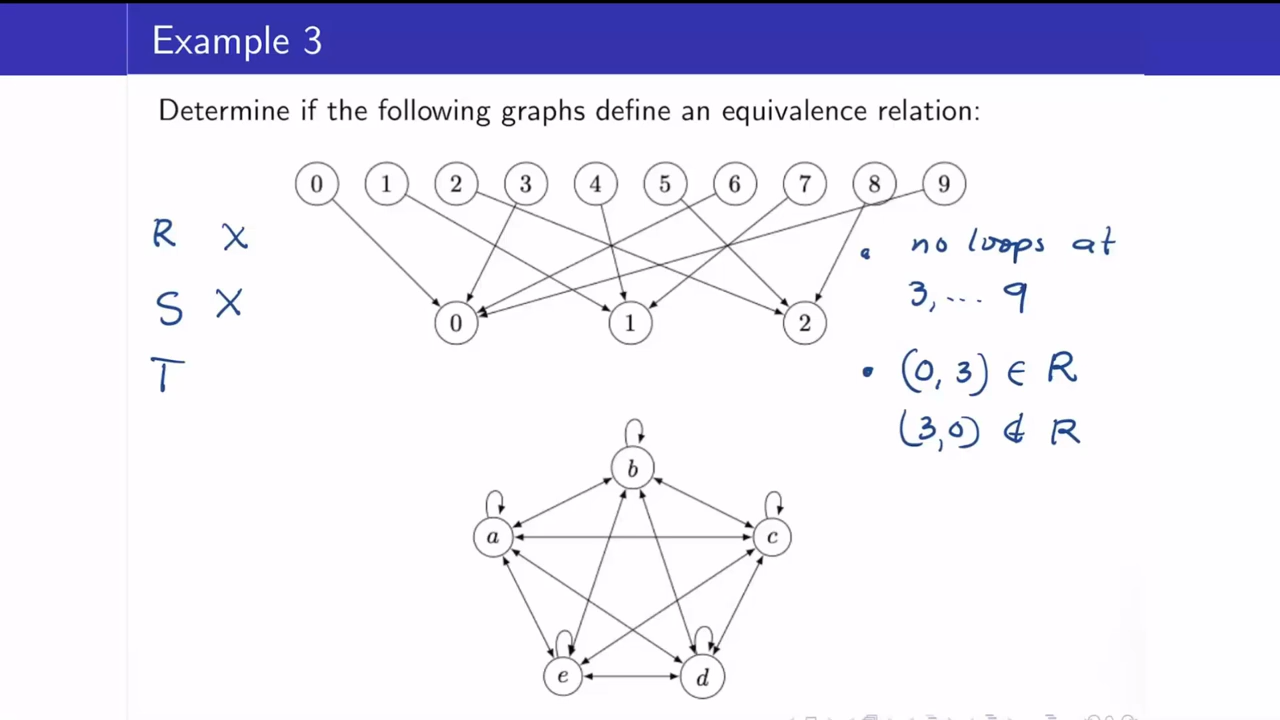 Example 3
Determine if the following graphs define an equivalence relation:
0 1 2 3 4 5 6 7 8 9
R X
S X
T
• no loops at
3, ... 9
0 1 2
• (0, 3) ∈ R
(3,0) ∉ R
b
a c
e d